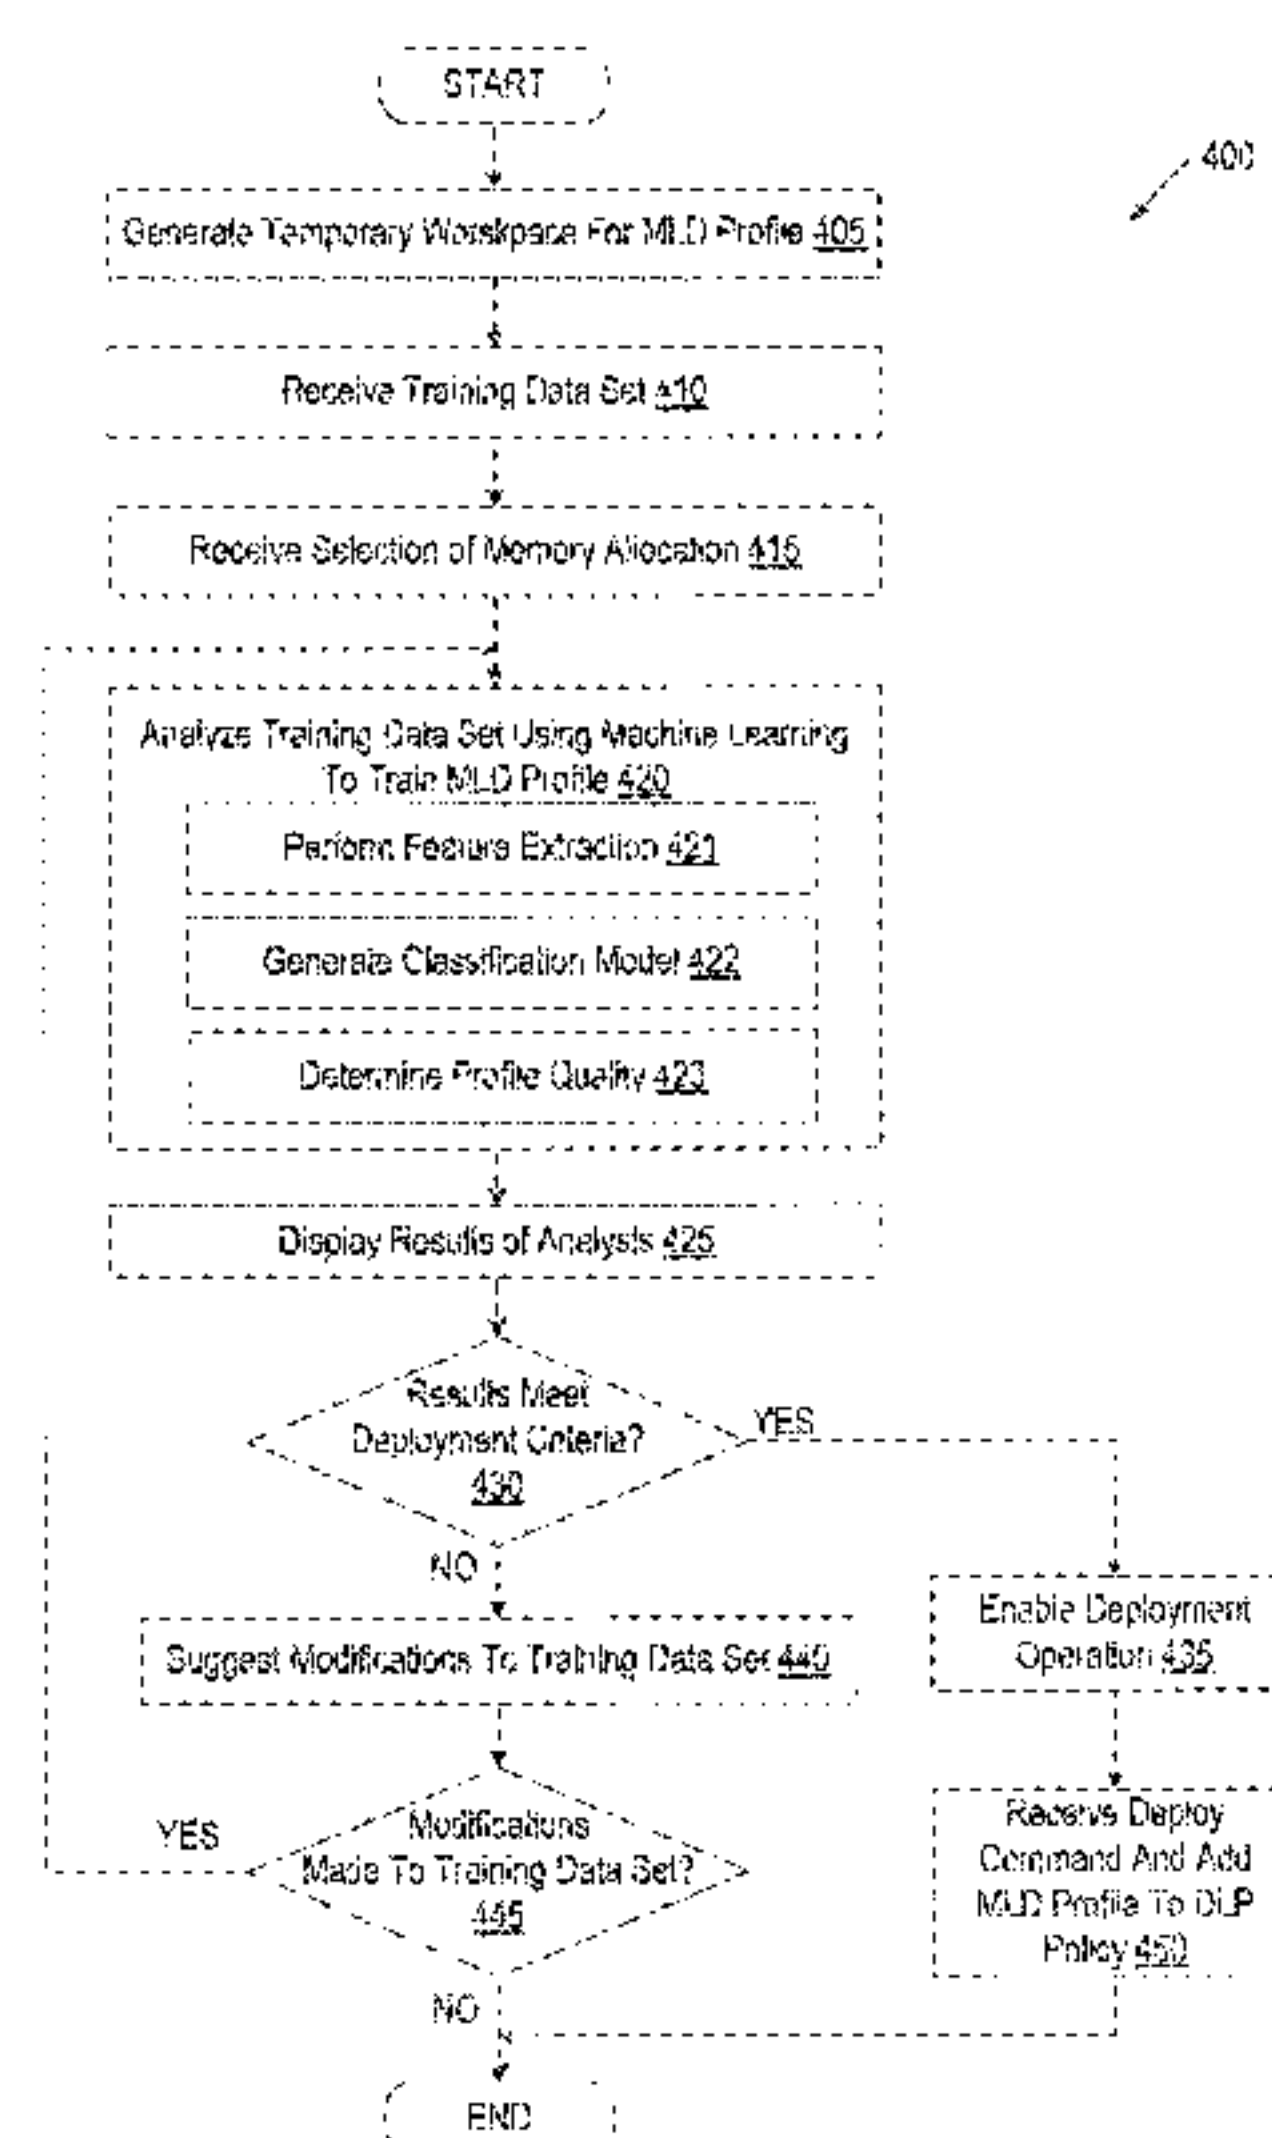 START
400
Generate Temporary Worskpace For MLD Profile 405
Receive Training Data Set 410
Receive Selection of Memory Allocation 415
Analyze Training Data Set Using Machine Learning
To Train MLD Profile 420
Perform Feature Extraction 421
Generate Classification Model 422
Determine Profile Quality 423
Display Results of Analysis 425
Results Meet
Deployment Criteria?
430
YES
NO
Enable Deployment
Operation 435
Suggest Modifications To Training Data Set 440
Receive Deploy
Command And Add
MLD Profile To DLP
Policy 450
YES
Modifications
Made To Training Data Set?
445
NO
END